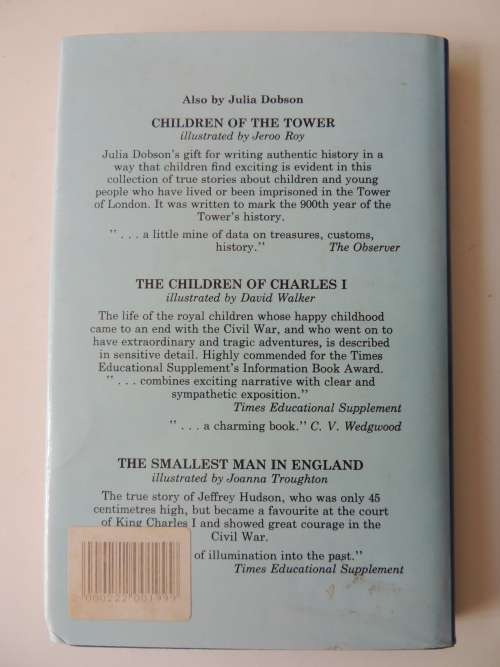 Also by Julia Dobson
CHILDREN OF THE TOWER
illustrated by Jeroo Roy
Julia Dobson's gift for writing authentic history in a
way that children find exciting is evident in this
collection of true stories about children and young
people who have lived or been imprisoned in the Tower
of London. It was written to mark the 900th year of the
Tower's history.
". . . a little mine of data on treasures, customs,
history." The Observer
THE CHILDREN OF CHARLES I
illustrated by David Walker
The life of the royal children whose happy childhood
came to an end with the Civil War, and who went on to
have extraordinary and tragic adventures, is described
in sensitive detail. Highly commended for the Times
Educational Supplement's Information Book Award.
". . . combines exciting narrative with clear and
sympathetic exposition."
Times Educational Supplement
". . . a charming book." C. V. Wedgwood
THE SMALLEST MAN IN ENGLAND
illustrated by Joanna Troughton
The true story of Jeffrey Hudson, who was only 45
centimetres high, but became a favourite at the court
of King Charles I and showed great courage in the
Civil War.
of illumination into the past."
Times Educational Supplement